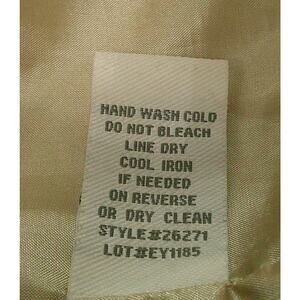 HAND WASH COLD
DO NOT BLEACH
LINE DRY
COOL IRON
IF NEEDED
ON REVERSE
OR DRY CLEAN
STYLE#26271
LOT#EY1185